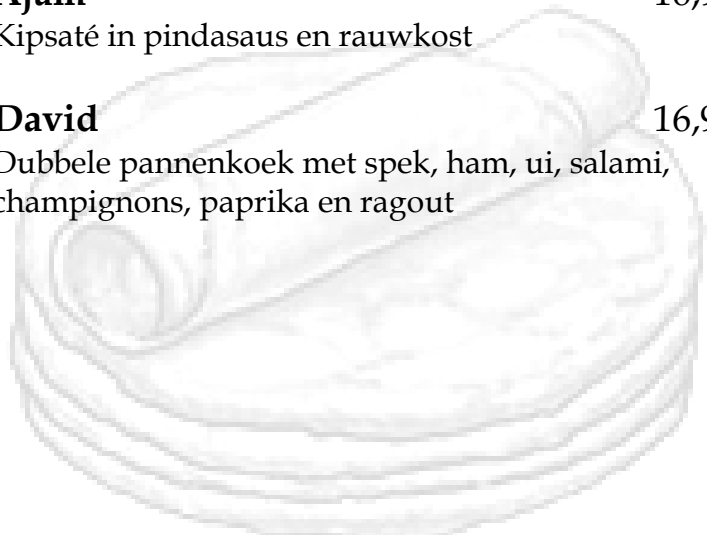 Kipsaté in pindasaus en rauwkost
David 16,9
Dubbele pannenkoek met spek, ham, ui, salami,
champignons, paprika en ragout